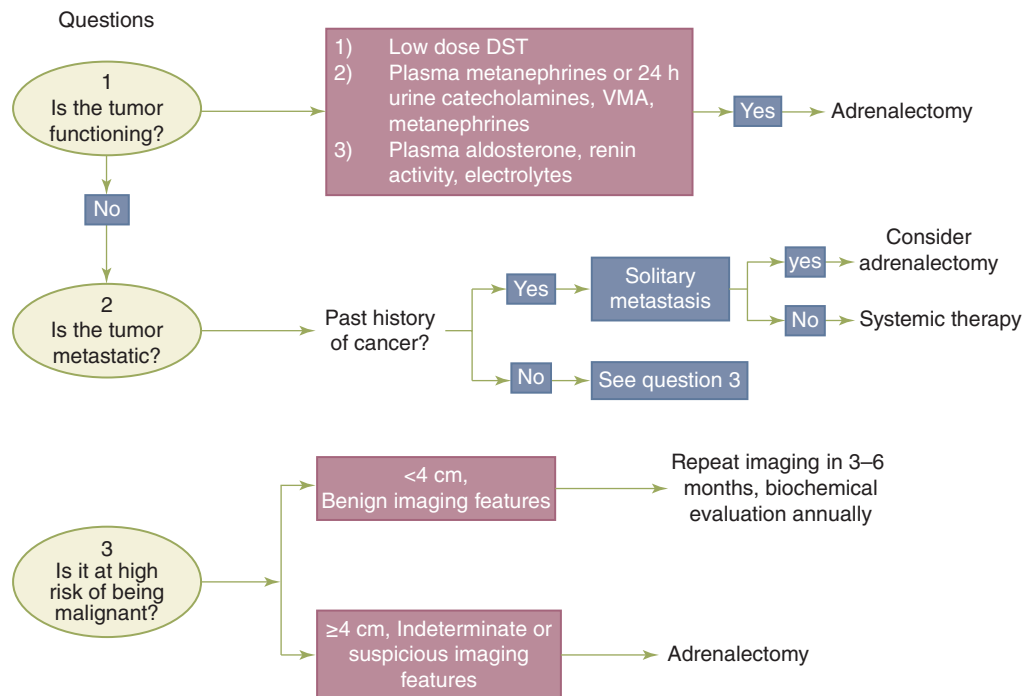 Questions
1
Is the tumor
functioning?
1) Low dose DST
2) Plasma metanephrines or 24 h
urine catecholamines, VMA,
metanephrines
3) Plasma aldosterone, renin
activity, electrolytes
Yes
Adrenalectomy
No
2
Is the tumor
metastatic?
Past history
of cancer?
Yes
Solitary
metastasis
yes
Consider
adrenalectomy
No
Systemic therapy
No
See question 3
3
Is it at high
risk of being
malignant?
<4 cm,
Benign imaging features
Repeat imaging in 3–6
months, biochemical
evaluation annually
≥4 cm, Indeterminate or
suspicious imaging
features
Adrenalectomy